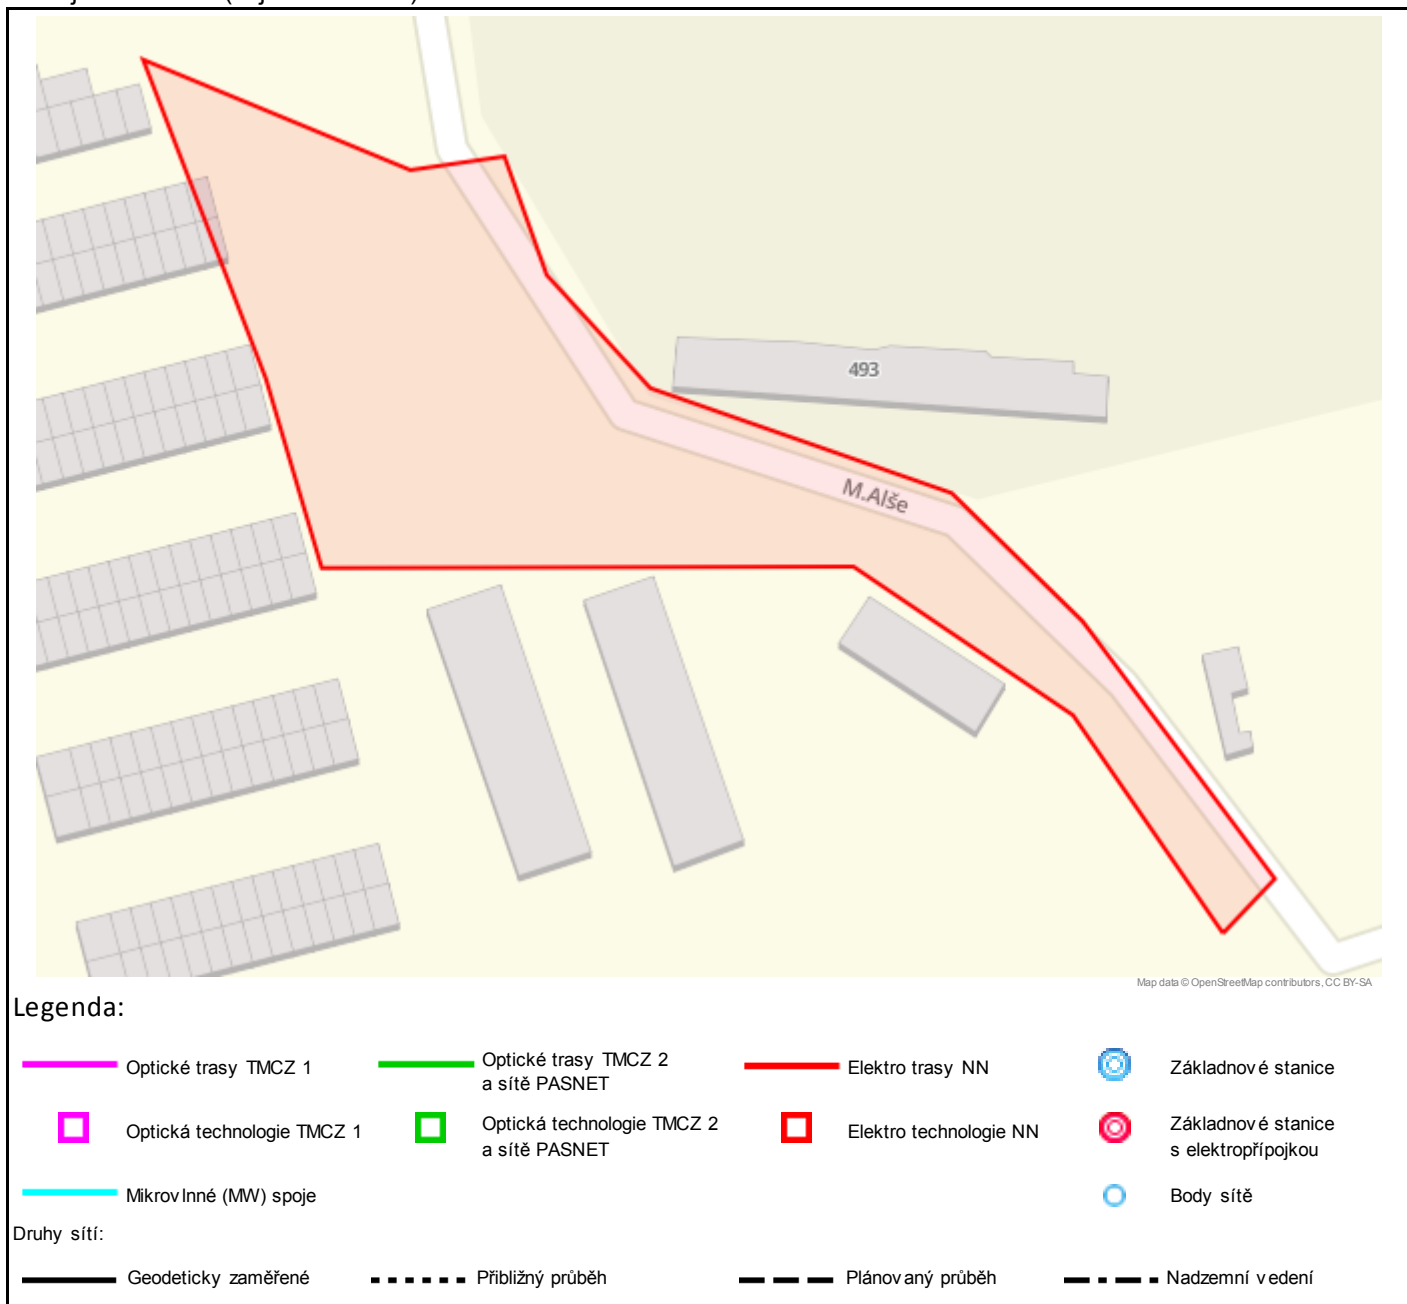 493
M.Alše
Map data © OpenStreetMap contributors, CC BY-SA
Legenda:
Optické trasy TMCZ 1
Optické trasy TMCZ 2
a sítě PASNET
Elektro trasy NN
Základnové stanice
Optická technologie TMCZ 1
Optická technologie TMCZ 2
a sítě PASNET
Elektro technologie NN
Základnové stanice
s elektropřípojkou
Mikrovlnné (MW) spoje
Body sítě
Druhy sítí:
Geodeticky zaměřené
Přibližný průběh
Plánovaný průběh
Nadzemní vedení